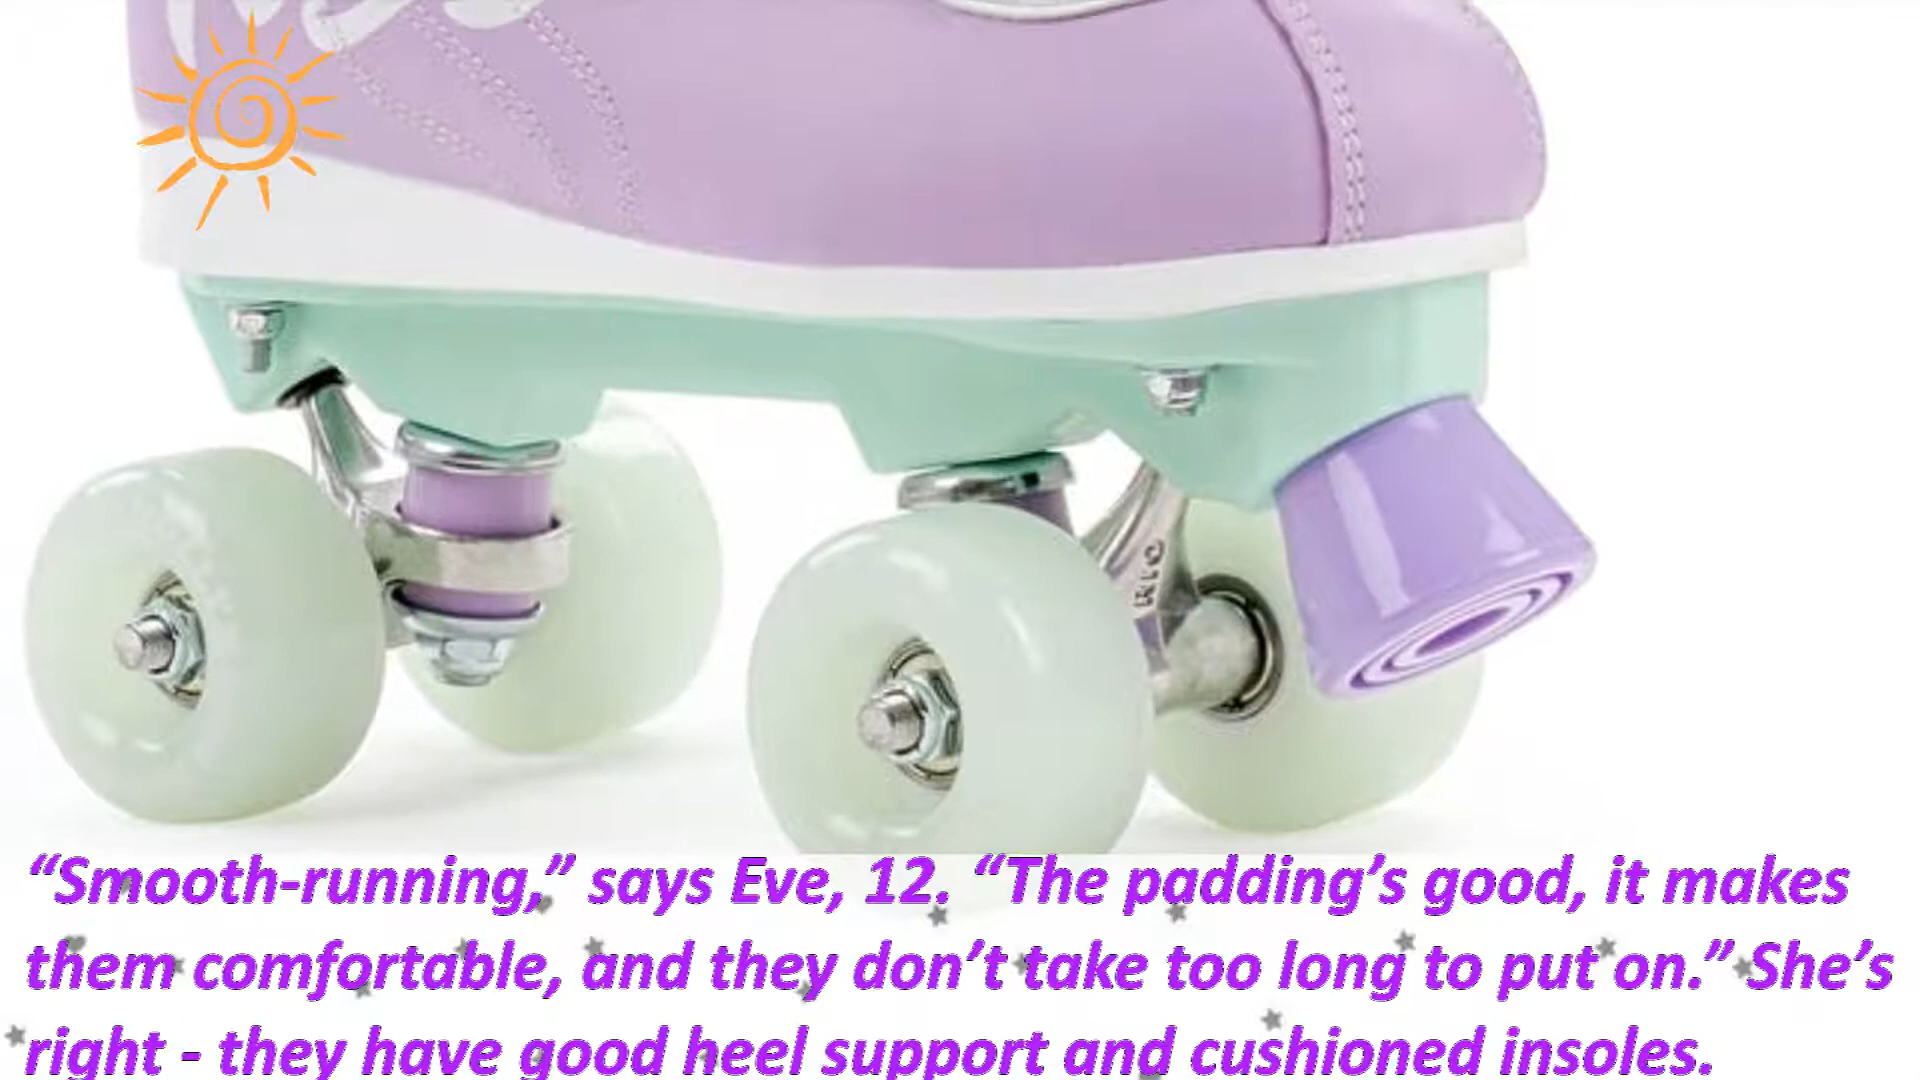 “Smooth-running,” says Eve, 12. “The padding’s good, it makes
them comfortable, and they don’t take too long to put on.” She’s
right - they have good heel support and cushioned insoles.